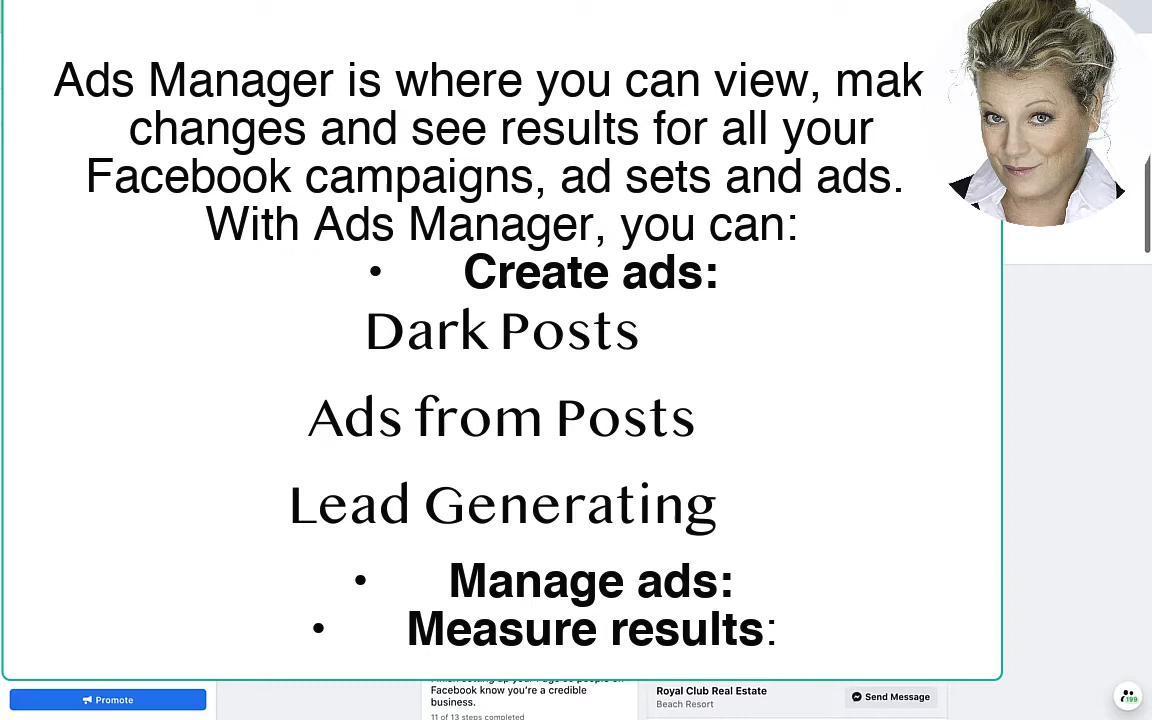 Ads Manager is where you can view, mak
changes and see results for all your
Facebook campaigns, ad sets and ads.
With Ads Manager, you can:
• Create ads:
Dark Posts
Ads from Posts
Lead Generating
• Manage ads:
• Measure results:
Promote
Facebook know you're a credible
business.
11 of 13 steps completed
Royal Club Real Estate
Beach Resort
Send Message
199